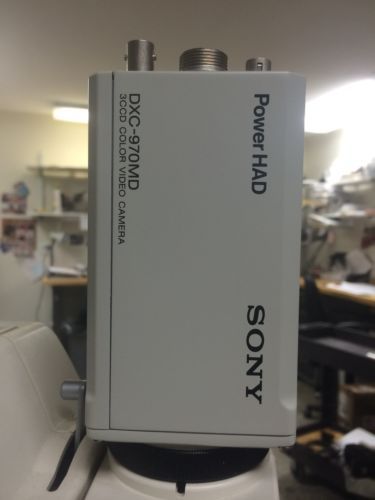 Power HAD
SONY
DXC-970MD
3CCD COLOR VIDEO CAMERA